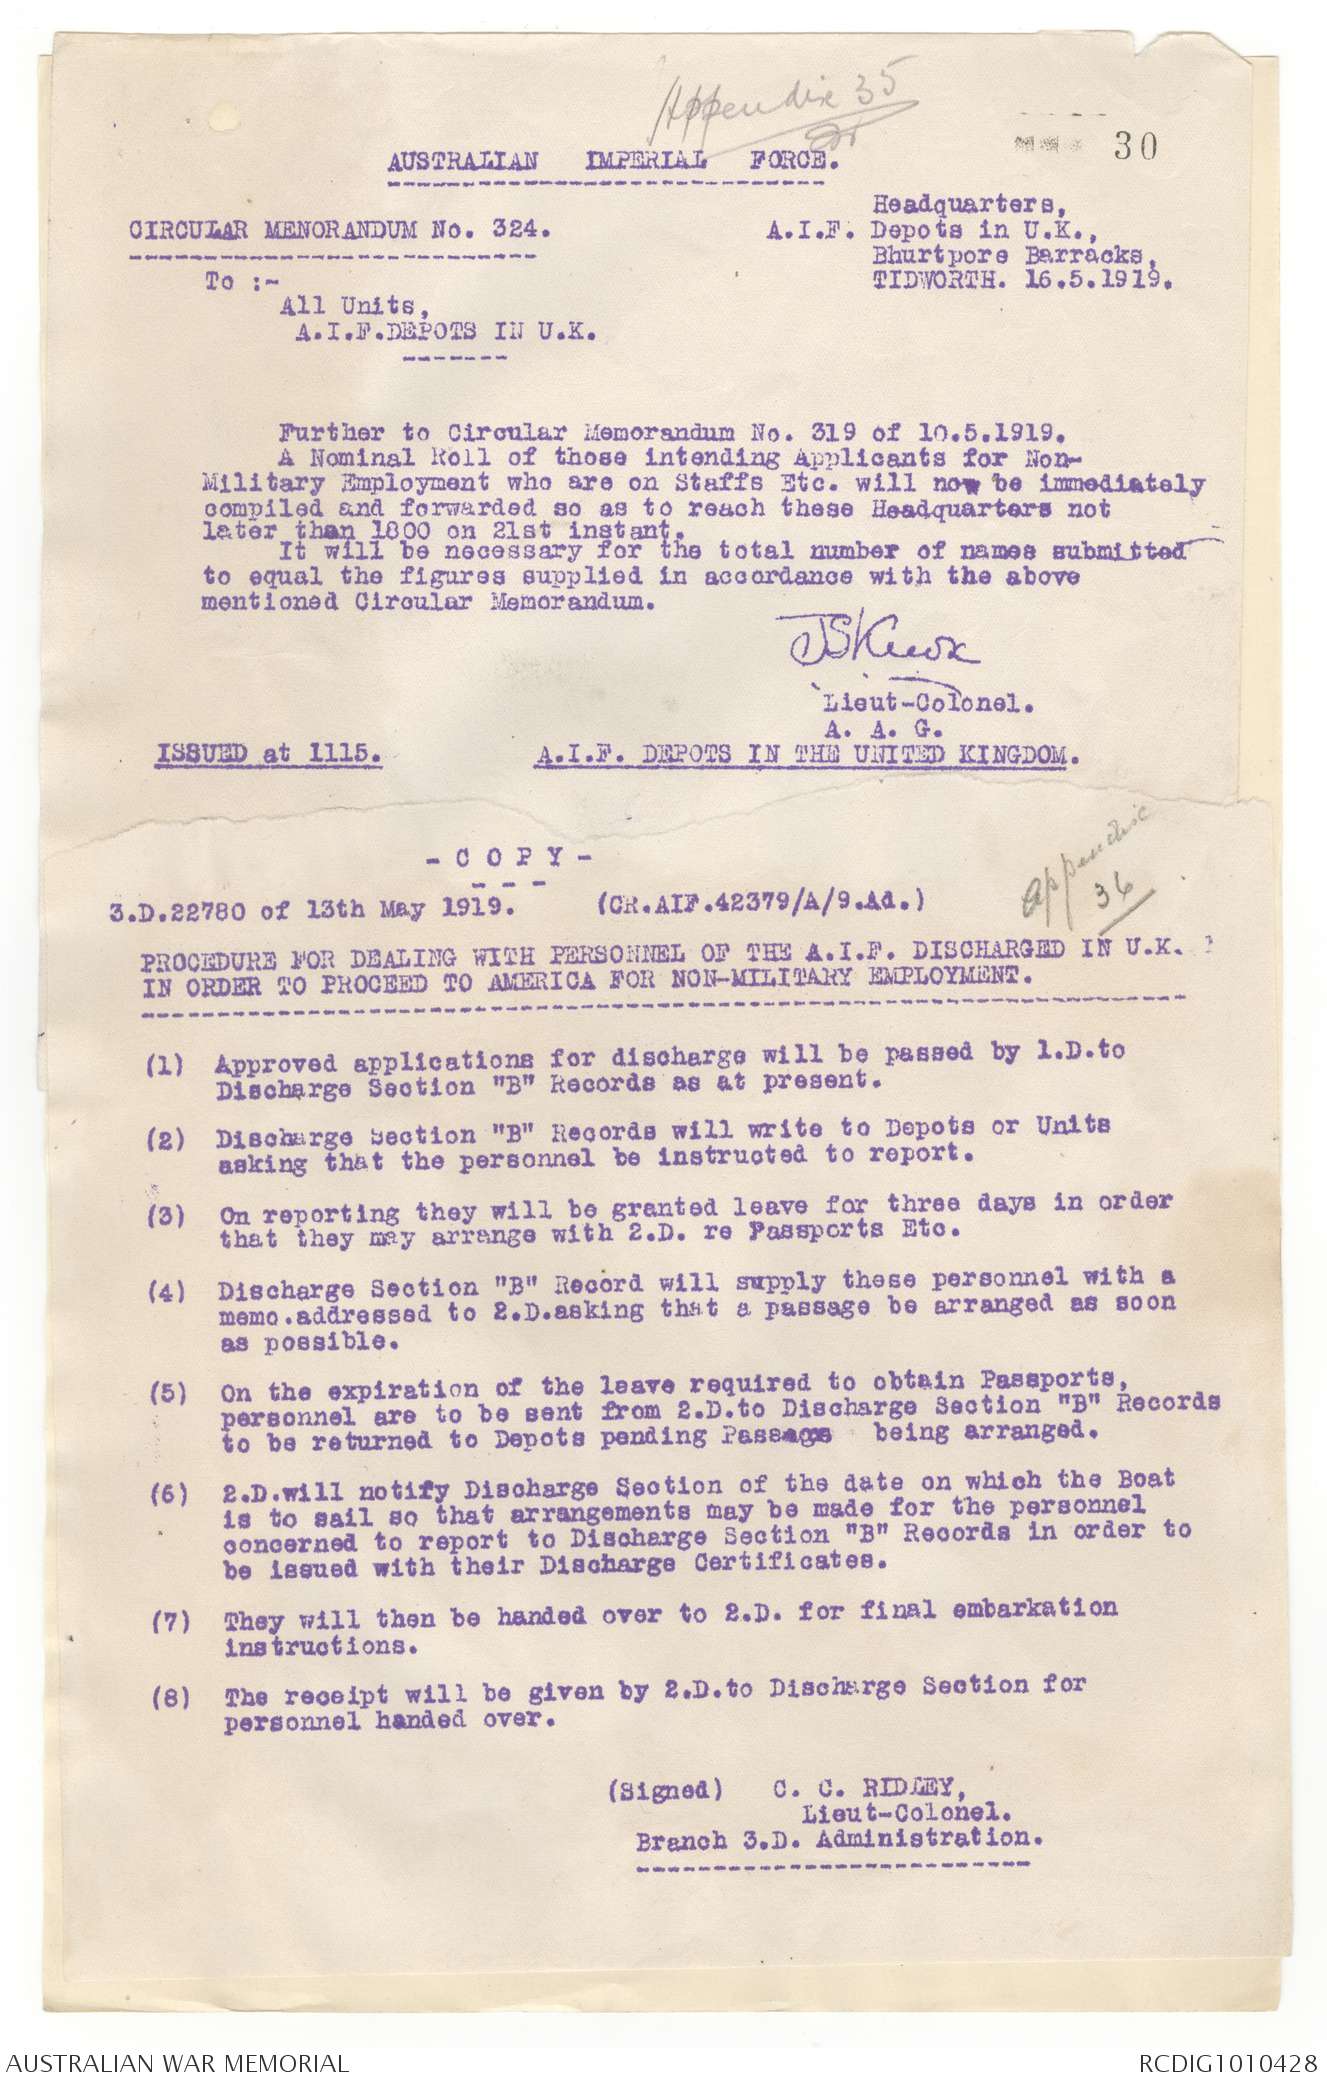 Appendix 35
30
AUSTRALIAN IMPERIAL FORCE.
Headquarters,
CIRCULAR MEMORANDUM No. 324.
A.I.F. Depots in U.K.,
Bhurtpore Barracks,
TIDWORTH. 16.5.1919.
To :-
All Units,
A.I.F.DEPOTS IN U.K.
Further to Circular Memorandum No. 319 of 10.5.1919.
A Nominal Roll of those intending Applicants for Non-
Military Employment who are on Staffs Etc. will now be immediately
compiled and forwarded so as to reach these Headquarters not
later than 1800 on 21st instant.
It will be necessary for the total number of names submitted
to equal the figures supplied in accordance with the above
mentioned Circular Memorandum.
JSKnox
Lieut-Colonel.
A. A. G.
ISSUED at 1115. A.I.F. DEPOTS IN THE UNITED KINGDOM.
Appendix
36
- C O P Y -
3.D.22780 of 13th May 1919. (CR.AIF.42379/A/9.Ad.)
PROCEDURE FOR DEALING WITH PERSONNEL OF THE A.I.F. DISCHARGED IN U.K.
IN ORDER TO PROCEED TO AMERICA FOR NON-MILITARY EMPLOYMENT.
(1) Approved applications for discharge will be passed by 1.D.to
Discharge Section "B" Records as at present.
(2) Discharge Section "B" Records will write to Depots or Units
asking that the personnel be instructed to report.
(3) On reporting they will be granted leave for three days in order
that they may arrange with 2.D. re Passports Etc.
(4) Discharge Section "B" Record will supply these personnel with a
memo.addressed to 2.D.asking that a passage be arranged as soon
as possible.
(5) On the expiration of the leave required to obtain Passports,
personnel are to be sent from 2.D.to Discharge Section "B" Records
to be returned to Depots pending Passage being arranged.
(6) 2.D.will notify Discharge Section of the date on which the Boat
is to sail so that arrangements may be made for the personnel
concerned to report to Discharge Section "B" Records in order to
be issued with their Discharge Certificates.
(7) They will then be handed over to 2.D. for final embarkation
instructions.
(8) The receipt will be given by 2.D.to Discharge Section for
personnel handed over.
(Signed) C. C. RIDLEY,
Lieut-Colonel.
Branch 3.D. Administration.
AUSTRALIAN WAR MEMORIAL
RCDIG1010428